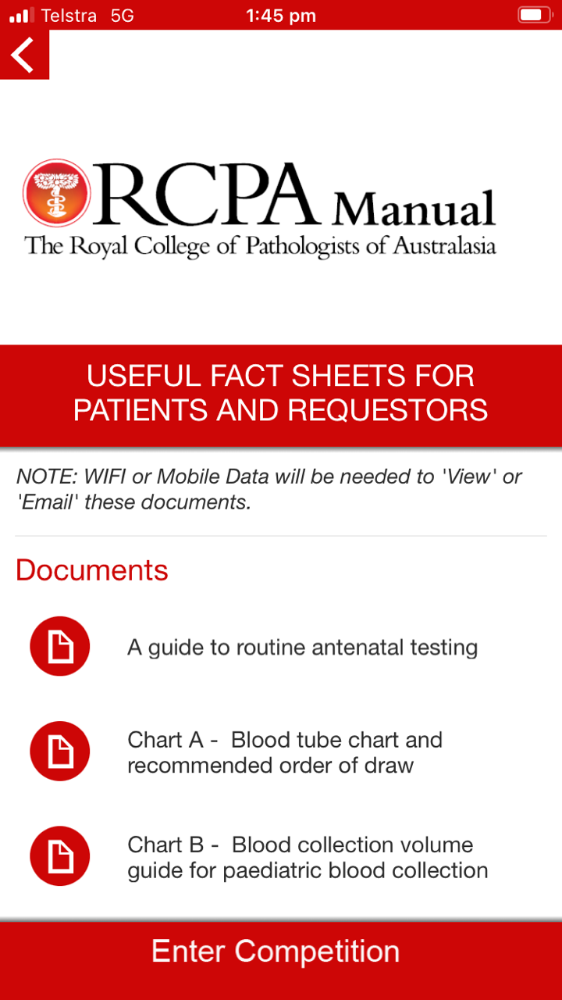 Telstra 5G 1:45 pm
RCPA Manual
The Royal College of Pathologists of Australasia
USEFUL FACT SHEETS FOR
PATIENTS AND REQUESTORS
NOTE: WIFI or Mobile Data will be needed to 'View' or
'Email' these documents.
Documents
A guide to routine antenatal testing
Chart A -  Blood tube chart and
recommended order of draw
Chart B -  Blood collection volume
guide for paediatric blood collection
Enter Competition